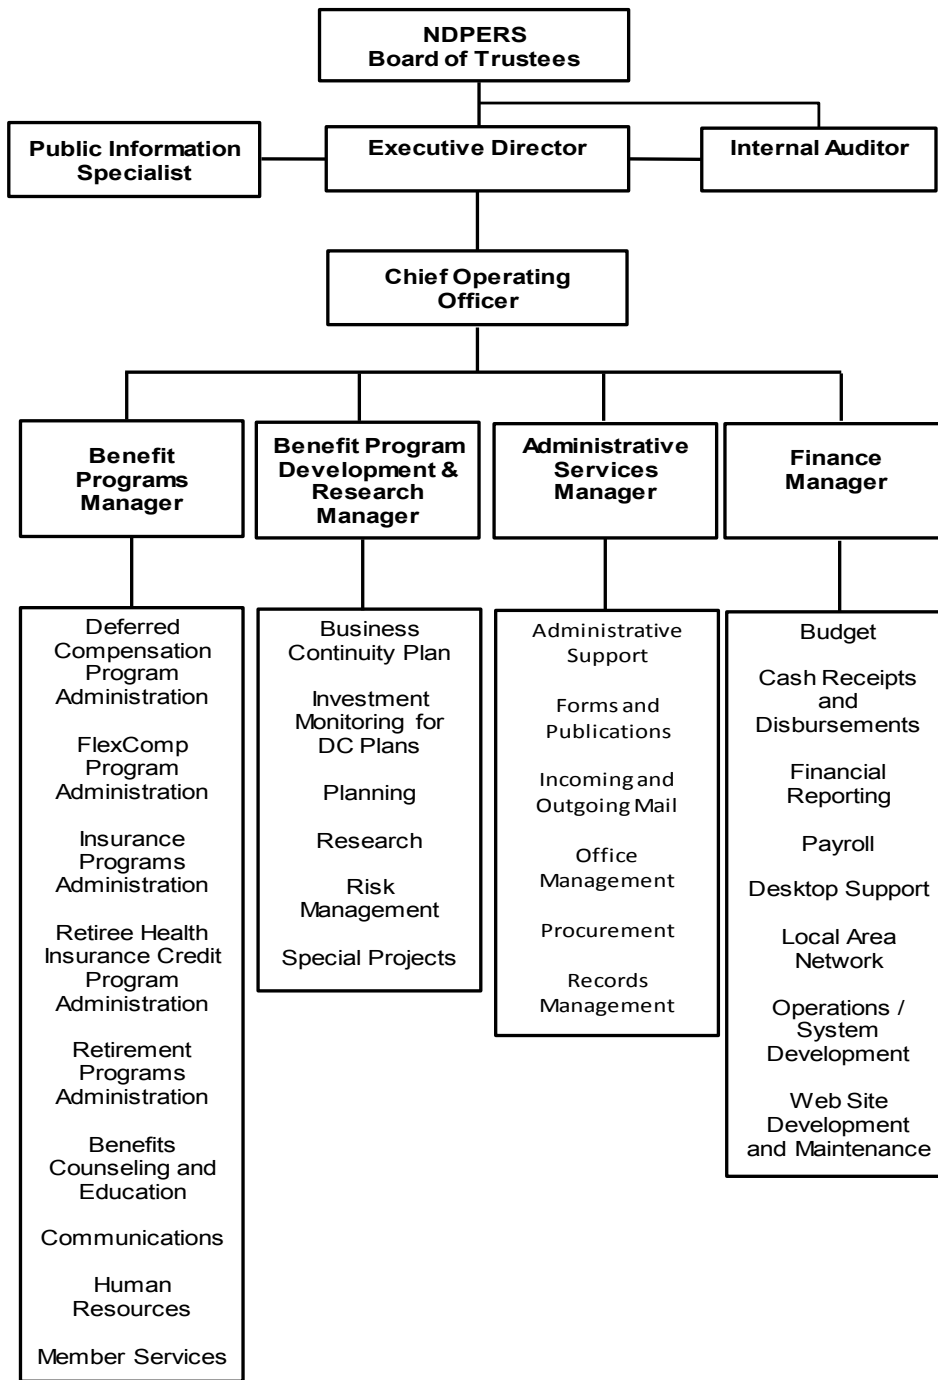 NDPERS
Board of Trustees
Public Information
Specialist
Executive Director
Internal Auditor
Chief Operating
Officer
Benefit
Programs
Manager
Benefit Program
Development &
Research
Manager
Administrative
Services
Manager
Finance
Manager
Deferred
Compensation
Program
Administration
FlexComp
Program
Administration
Insurance
Programs
Administration
Retiree Health
Insurance Credit
Program
Administration
Retirement
Programs
Administration
Benefits
Counseling and
Education
Communications
Human
Resources
Member Services
Business
Continuity Plan
Investment
Monitoring for
DC Plans
Planning
Research
Risk
Management
Special Projects
Administrative
Support
Forms and
Publications
Incoming and
Outgoing Mail
Office
Management
Procurement
Records
Management
Budget
Cash Receipts
and
Disbursements
Financial
Reporting
Payroll
Desktop Support
Local Area
Network
Operations /
System
Development
Web Site
Development
and Maintenance